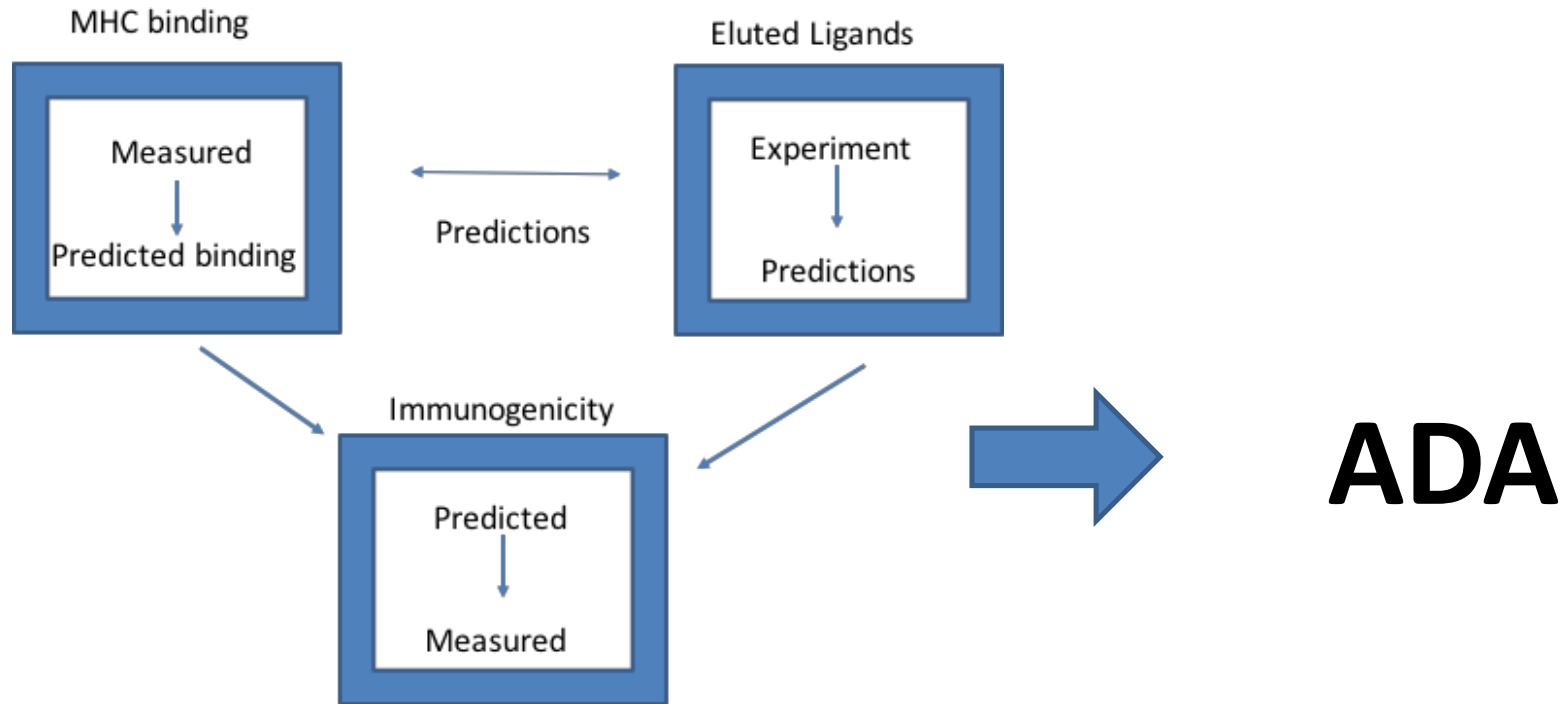 MHC binding
Measured
Predicted binding
Predictions
Eluted Ligands
Experiment
Predictions
Immunogenicity
Predicted
Measured
ADA